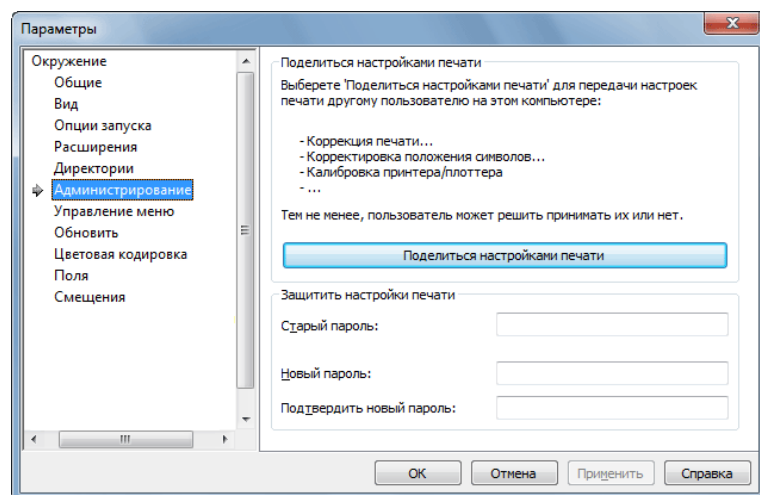 Параметры
Окружение
Общие
Вид
Опции запуска
Расширения
Директории
Администрирование
Управление меню
Обновить
Цветовая кодировка
Поля
Смещения
Поделиться настройками печати
Выберете 'Поделиться настройками печати' для передачи настроек
печати другому пользователю на этом компьютере:
- Коррекция печати...
- Корректировка положения символов...
- Калибровка принтера/плоттера
- ...
Тем не менее, пользователь может решить принимать их или нет.
Поделиться настройками печати
Защитить настройки печати
Старый пароль:
Новый пароль:
Подтвердить новый пароль:
ОК
Отмена
Применить
Справка